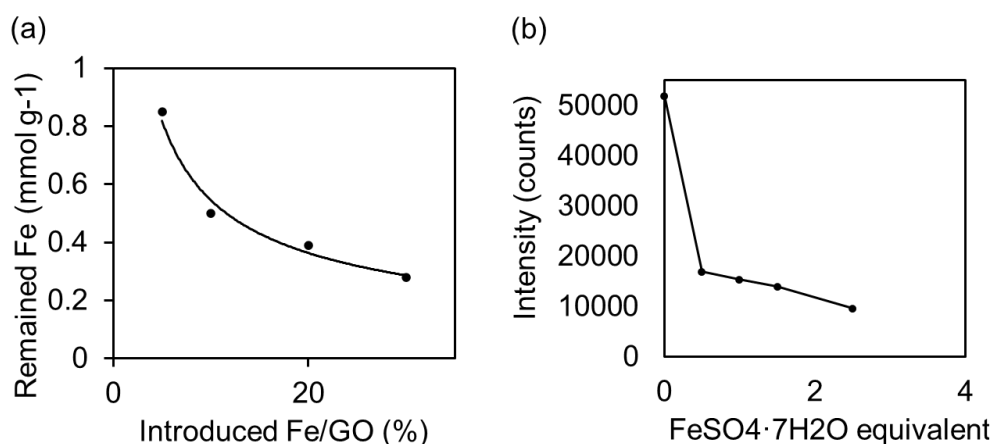 (a)
Remained Fe (mmol g-1)
1
0.8
0.6
0.4
0.2
0
0
20
Introduced Fe/GO (%)
(b)
Intensity (counts)
50000
40000
30000
20000
10000
0
0
2
4
FeSO4·7H2O equivalent